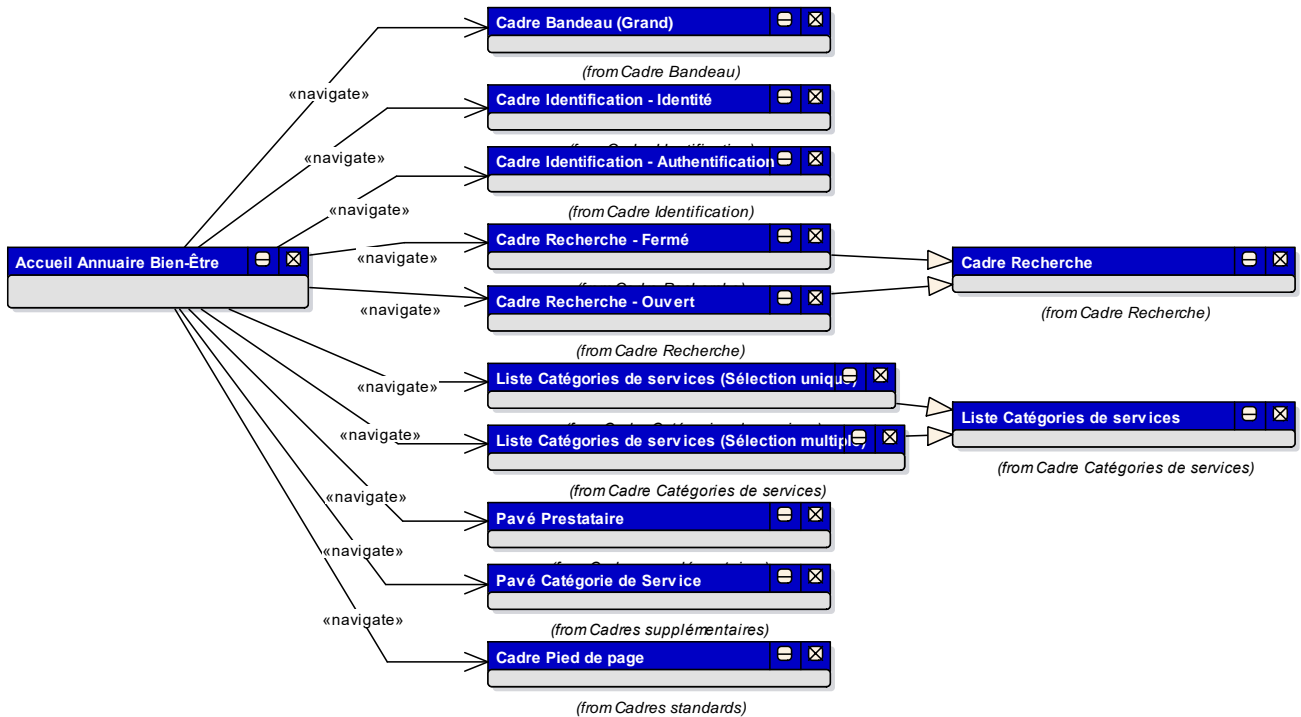 Cadre Bandeau (Grand)
(from Cadre Bandeau)
«navigate»
Cadre Identification - Identité
«navigate»
Cadre Identification - Authentification
(from Cadre Identification)
«navigate»
Cadre Recherche - Fermé
«navigate»
Accueil Annuaire Bien-Être
Cadre Recherche
(from Cadre Recherche)
Cadre Recherche - Ouvert
«navigate»
(from Cadre Recherche)
Liste Catégories de services (Sélection unique)
«navigate»
Liste Catégories de services
(from Cadre Catégories de services)
Liste Catégories de services (Sélection multiple)
«navigate»
(from Cadre Catégories de services)
«navigate»
Pavé Prestataire
«navigate»
Pavé Catégorie de Service
(from Cadres supplémentaires)
«navigate»
Cadre Pied de page
(from Cadres standards)